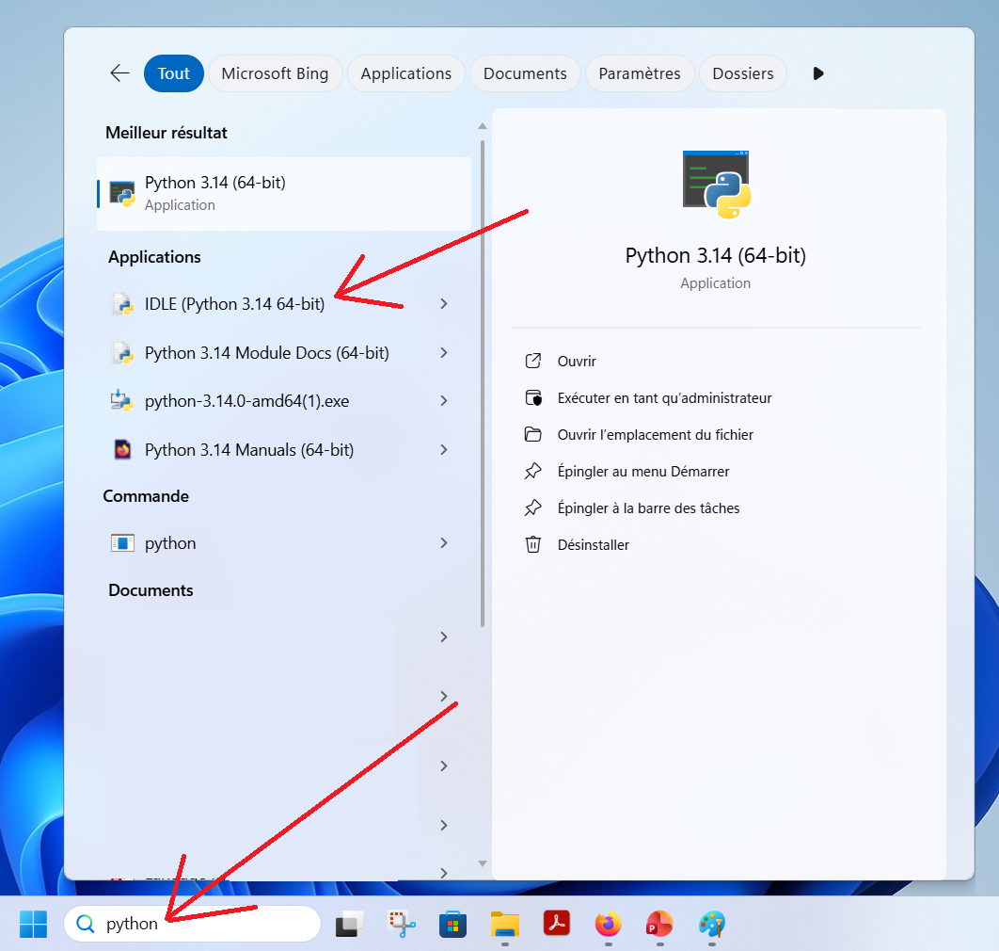 Tout Microsoft Bing Applications Documents Paramètres Dossiers
Meilleur résultat
Python 3.14 (64-bit)
Application
Applications
IDLE (Python 3.14 64-bit)
Python 3.14 Module Docs (64-bit)
python-3.14.0-amd64(1).exe
Python 3.14 Manuals (64-bit)
Commande
python
Documents
Python 3.14 (64-bit)
Application
Ouvrir
Exécuter en tant qu’administrateur
Ouvrir l’emplacement du fichier
Épingler au menu Démarrer
Épingler à la barre des tâches
Désinstaller
python